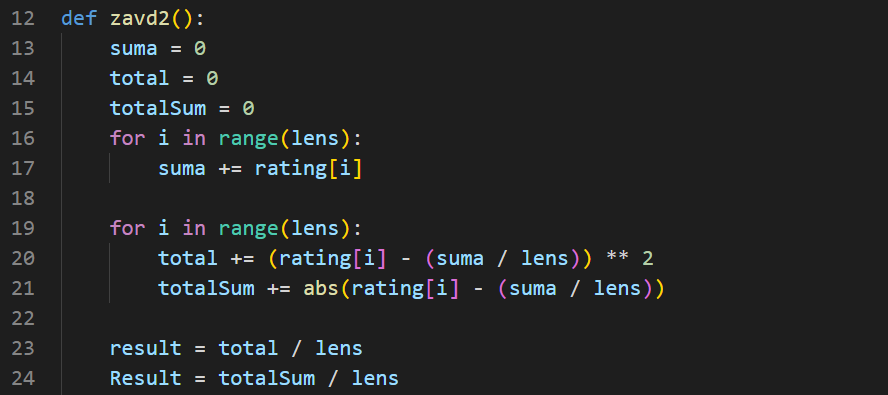 12 def zavd2():
13     suma = 0
14     total = 0
15     totalSum = 0
16     for i in range(lens):
17         suma += rating[i]
18
19     for i in range(lens):
20         total += (rating[i] - (suma / lens)) ** 2
21         totalSum += abs(rating[i] - (suma / lens))
22
23     result = total / lens
24     Result = totalSum / lens